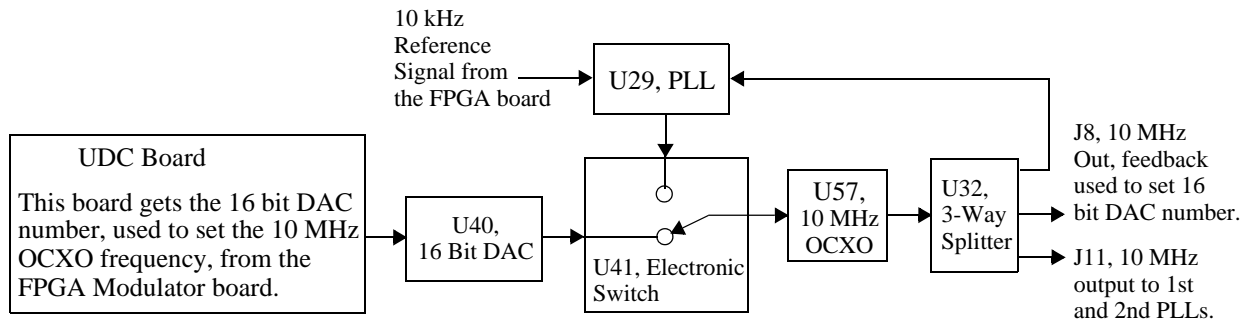 10 kHz
Reference
Signal from
the FPGA board
U29, PLL
UDC Board
This board gets the 16 bit DAC
number, used to set the 10 MHz
OCXO frequency, from the
FPGA Modulator board.
U40,
16 Bit DAC
U41, Electronic
Switch
U57,
10 MHz
OCXO
U32,
3-Way
Splitter
J8, 10 MHz
Out, feedback
used to set 16
bit DAC number.
J11, 10 MHz
output to 1st
and 2nd PLLs.